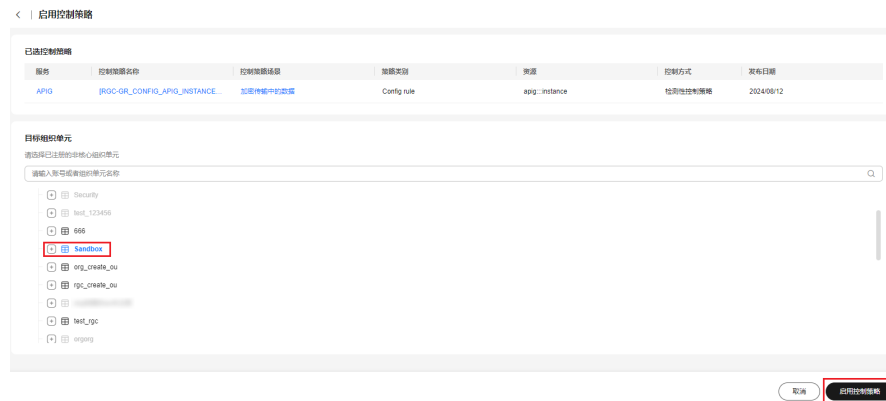 启用控制策略
已选控制策略
服务 控制策略名称 控制策略场景 策略类别 资源 控制方式 发布日期
APIG [RGC-GR_CONFIG_APIG_INSTANCE... 加密传输中的数据 Config rule apig:::instance 检测性控制策略 2024/08/12
目标组织单元
请选择已注册的非核心组织单元
请输入账号或者组织单元名称
Security
test_123456
666
Sandbox
org_create_ou
rgc_create_ou
test_rgc
orgorg
取消 启用控制策略